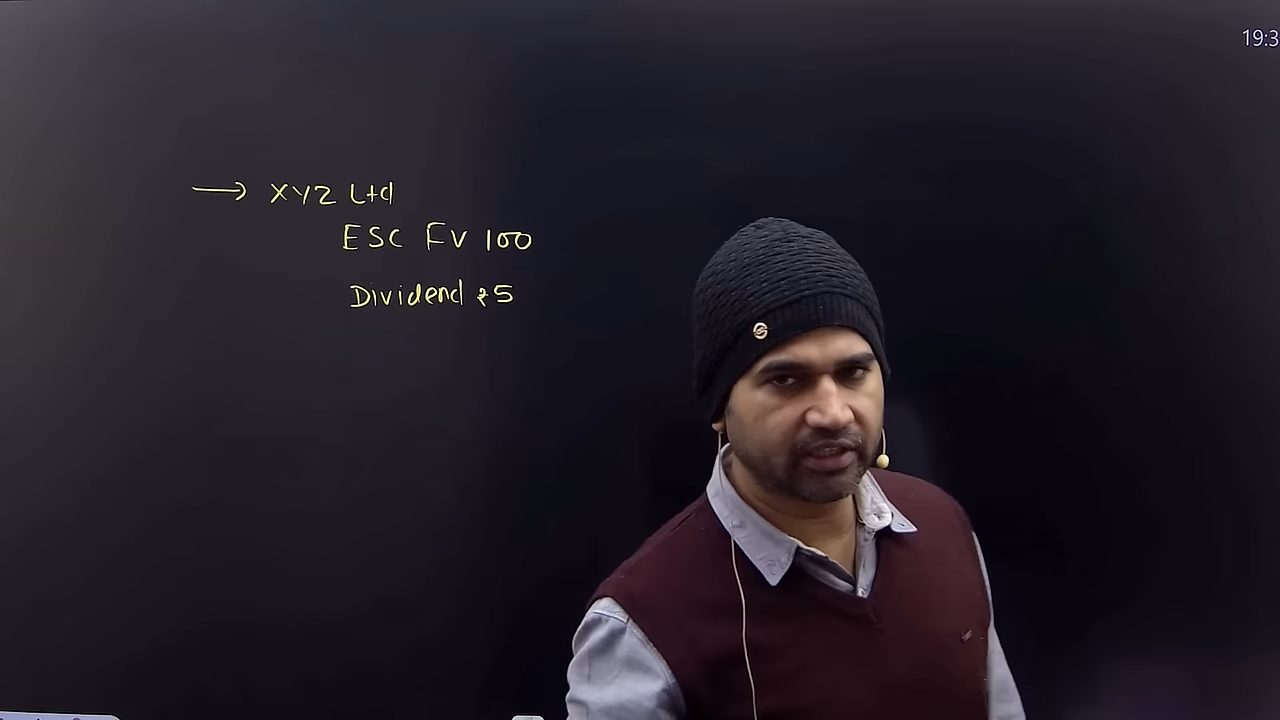 19:3
→ XYZ Ltd
ESC FV 100
Dividend ₹5